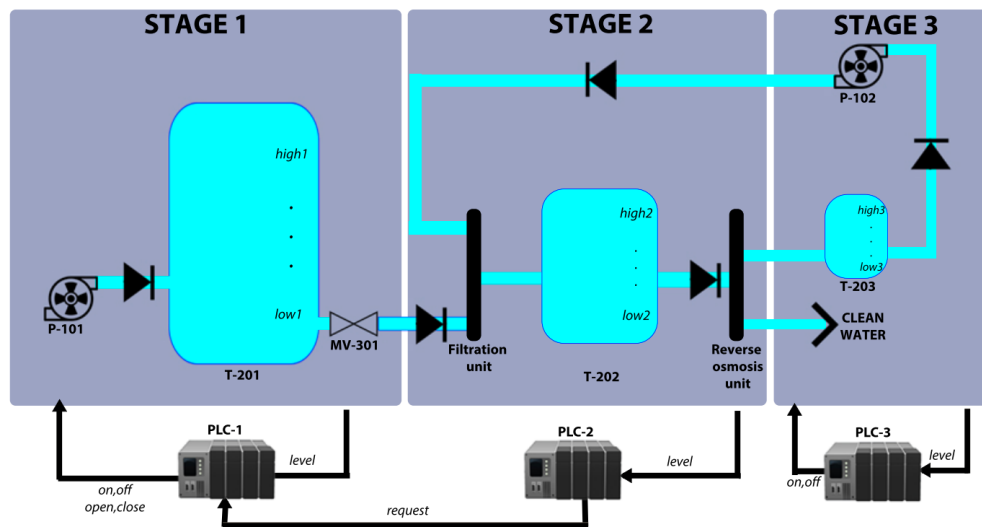 STAGE 1
STAGE 2
STAGE 3
P-102
high1
high2
high3
low3
T-203
P-101
low1
MV-301
low2
CLEAN
WATER
Filtration
unit
Reverse
osmosis
unit
T-201
T-202
PLC-1
PLC-2
PLC-3
level
level
level
on,off
open,close
on,off
request